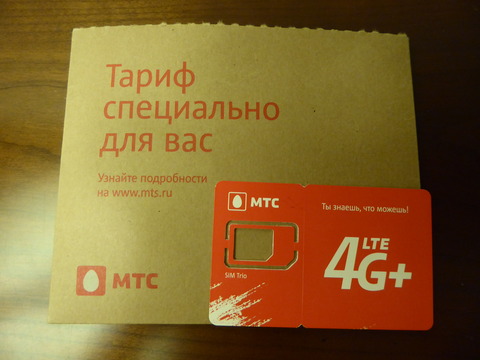 Тариф
специально
для вас
Узнайте подробности
на www.mts.ru
МТС
МТС
Ты знаешь, что можешь!
SIM Trio
LTE
4G+